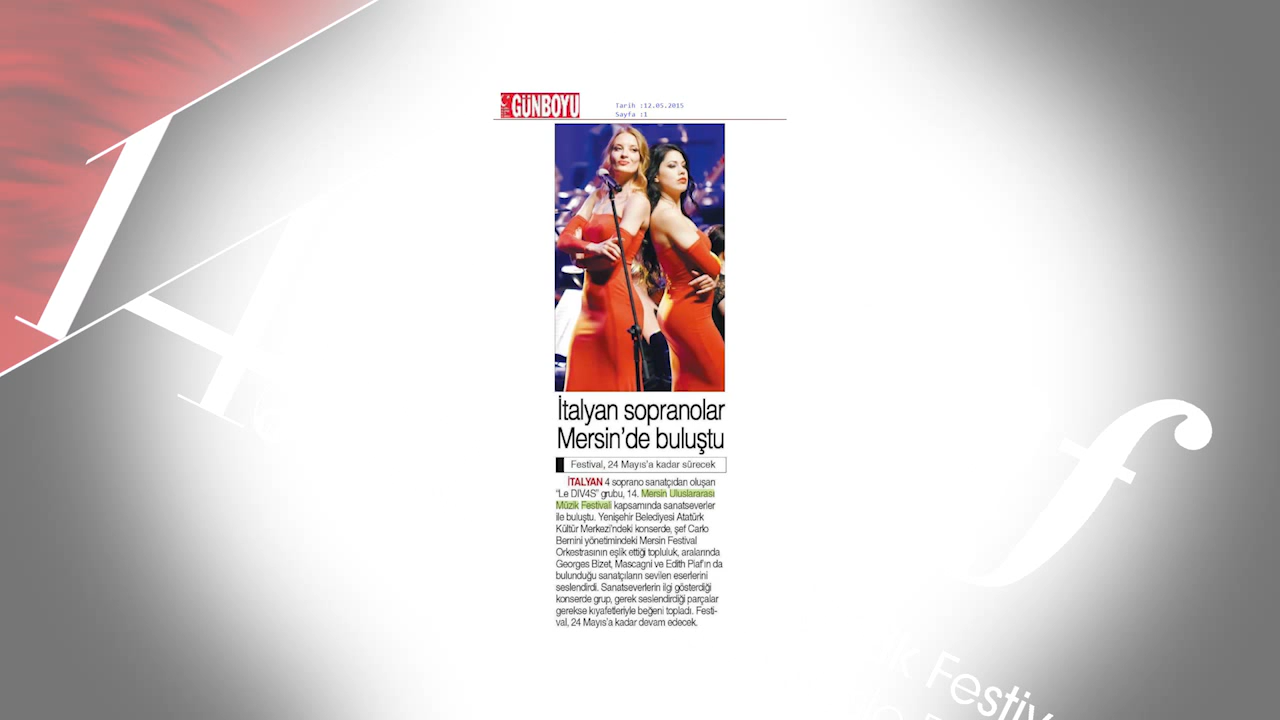 GÜNBOYU
Tarih :12.05.2015
Sayfa :1
İtalyan sopranolar
Mersin’de buluştu
Festival, 24 Mayıs’a kadar sürecek
İTALYAN 4 soprano sanatçıdan oluşan
“Le DIV4S” grubu, 14. Mersin Uluslararası
Müzik Festivali kapsamında sanatseverler
ile buluştu. Yenişehir Belediyesi Atatürk
Kültür Merkezi’ndeki konserde, şef Carlo
Bernini yönetimindeki Mersin Festival
Orkestrasının eşlik ettiği topluluk, aralarında
Georges Bizet, Mascagni ve Edith Piaf’ın da
bulunduğu sanatçıların sevilen eserlerini
seslendirdi. Sanatseverlerin ilgi gösterdiği
konserde grup, gerek seslendirdiği parçalar
gerekse kıyafetleriyle beğeni topladı. Festi-
val, 24 Mayıs’a kadar devam edecek.
14
f